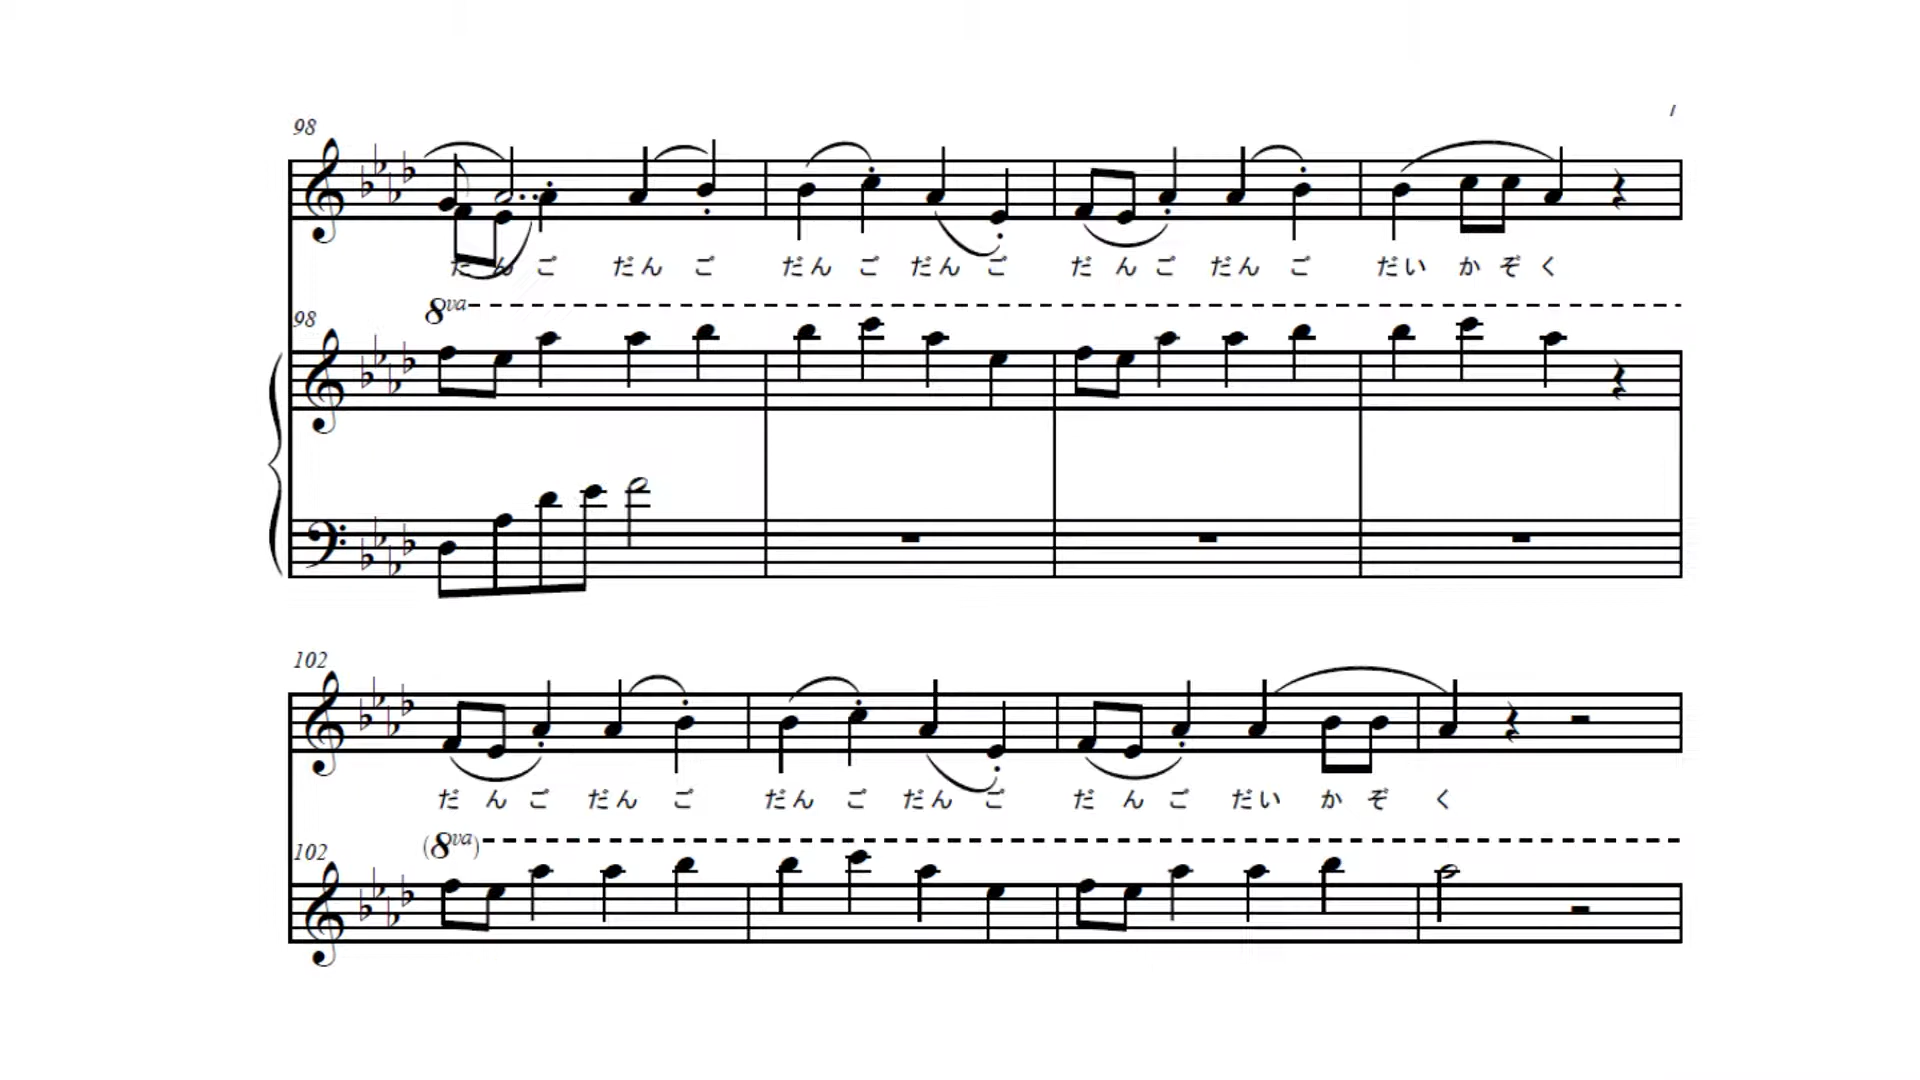 98
だ ん ご だん ご だん ご だん ご だ ん ご だん ご だい か ぞ く
8va
98
102
だ ん ご だん ご だん ご だん ご だ ん ご だい か ぞ く
(8va)
102